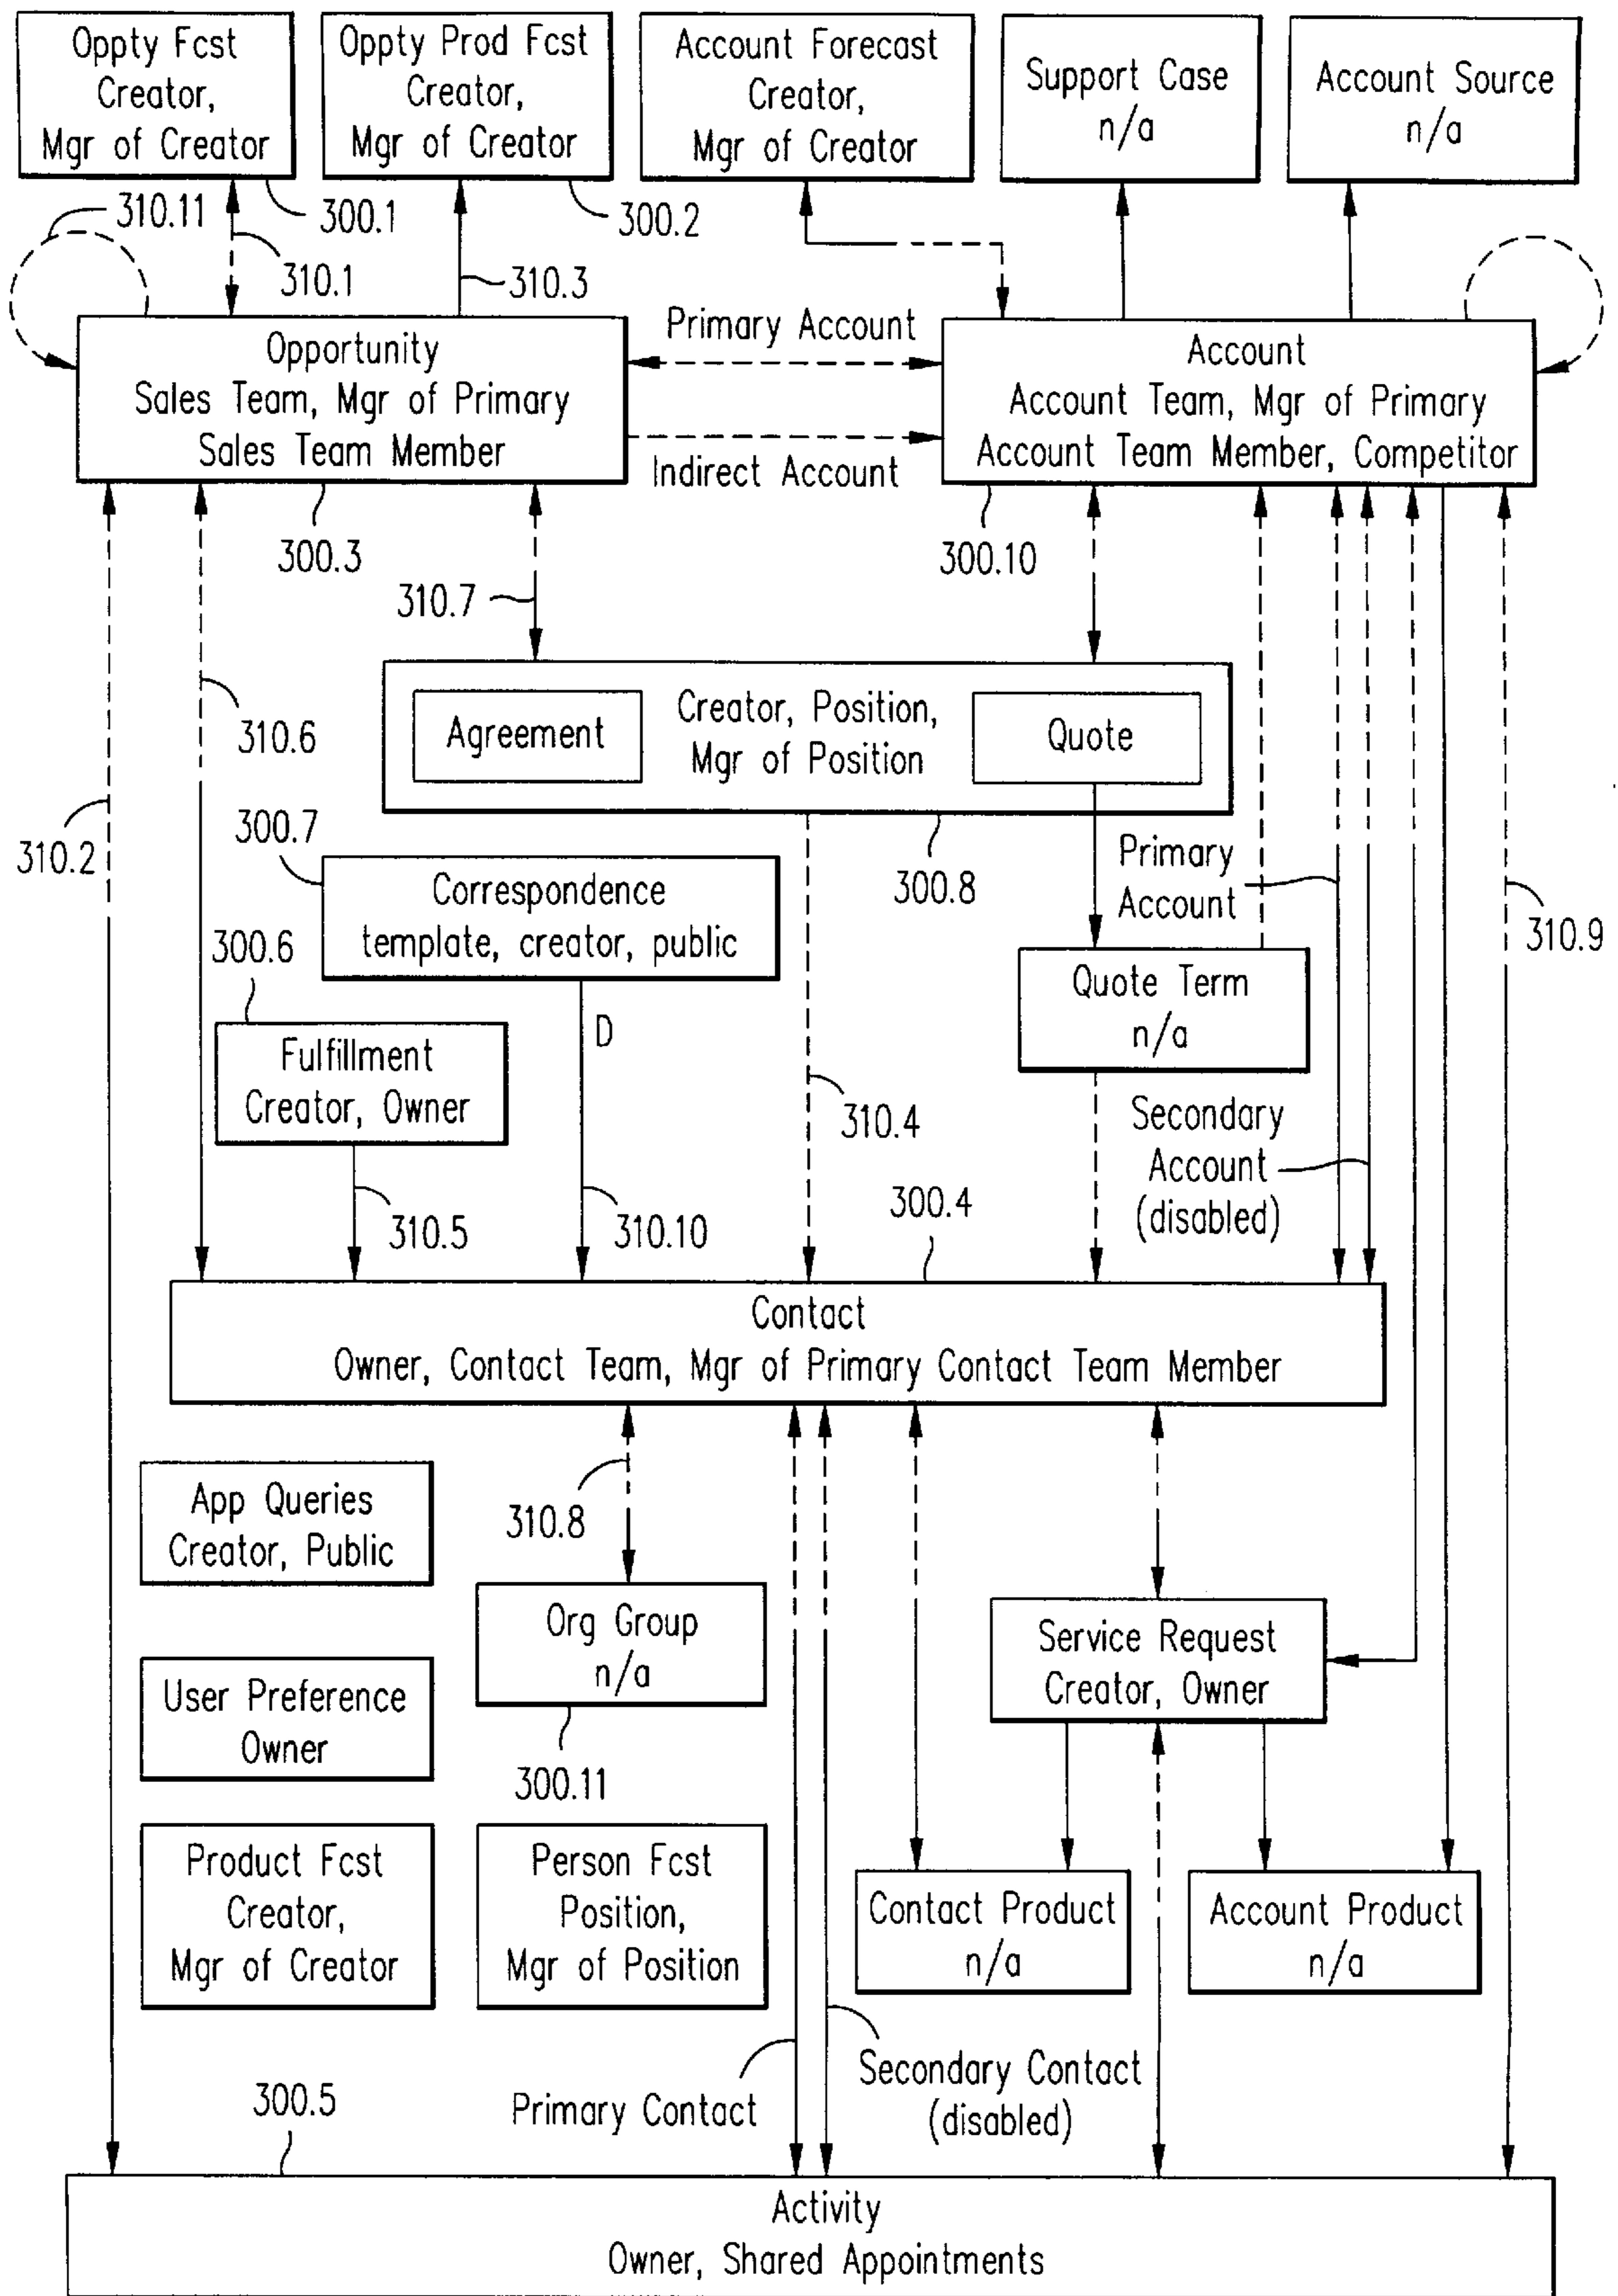 Oppty Fcst
Creator,
Mgr of Creator
Oppty Prod Fcst
Creator,
Mgr of Creator
Account Forecast
Creator,
Mgr of Creator
Support Case
n/a
Account Source
n/a
310.11
300.1
300.2
310.1
310.3
Opportunity
Sales Team, Mgr of Primary
Sales Team Member
Primary Account
Indirect Account
Account
Account Team, Mgr of Primary
Account Team Member, Competitor
300.3
300.10
310.7
310.6
Agreement
Creator, Position,
Mgr of Position
Quote
310.2
300.7
300.8
Primary
Account
310.9
Correspondence
template, creator, public
300.6
Quote Term
n/a
Fulfillment
Creator, Owner
D
310.4
Secondary
Account
(disabled)
310.5
310.10
300.4
Contact
Owner, Contact Team, Mgr of Primary Contact Team Member
App Queries
Creator, Public
310.8
Org Group
n/a
Service Request
Creator, Owner
User Preference
Owner
300.11
Product Fcst
Creator,
Mgr of Creator
Person Fcst
Position,
Mgr of Position
Contact Product
n/a
Account Product
n/a
Primary Contact
Secondary Contact
(disabled)
300.5
Activity
Owner, Shared Appointments